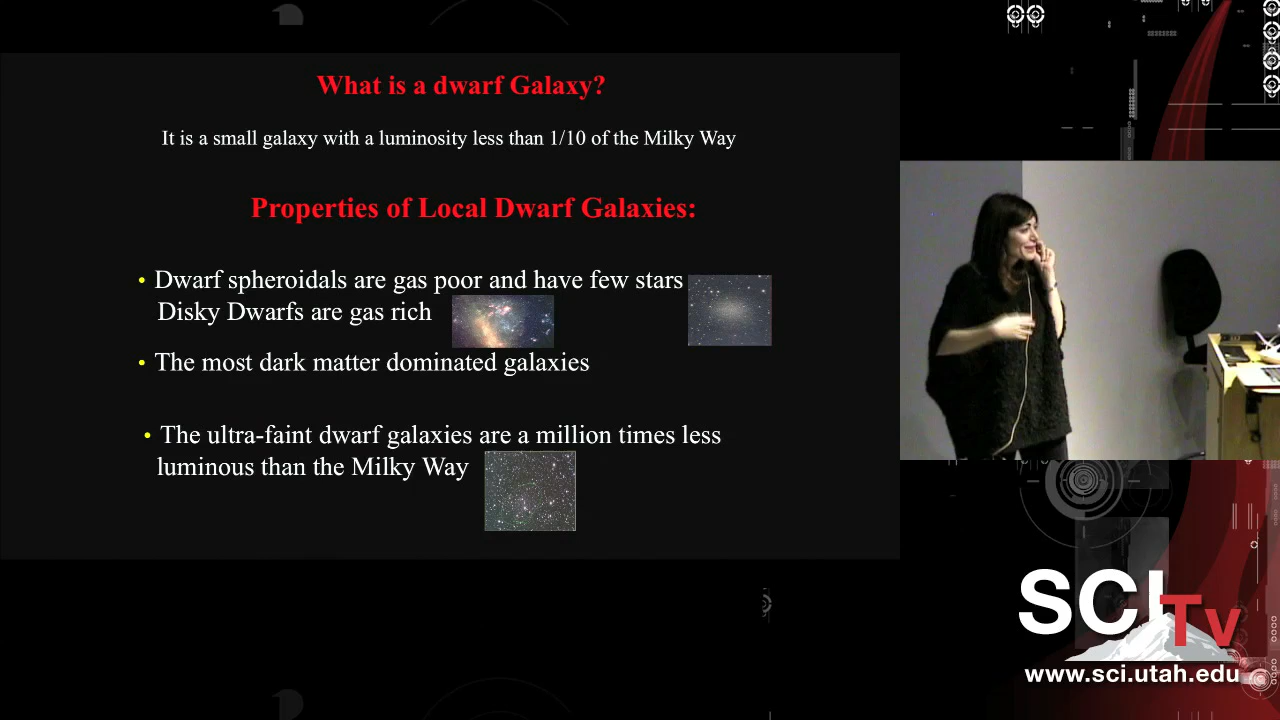 What is a dwarf Galaxy?
It is a small galaxy with a luminosity less than 1/10 of the Milky Way
Properties of Local Dwarf Galaxies:
• Dwarf spheroidals are gas poor and have few stars
Disky Dwarfs are gas rich
• The most dark matter dominated galaxies
• The ultra-faint dwarf galaxies are a million times less
luminous than the Milky Way
SCI
Tv
www.sci.utah.edu